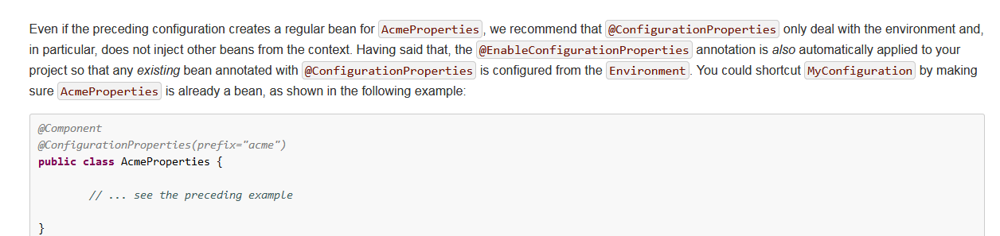 Even if the preceding configuration creates a regular bean for AcmeProperties, we recommend that @ConfigurationProperties only deal with the environment and,
in particular, does not inject other beans from the context. Having said that, the @EnableConfigurationProperties annotation is also automatically applied to your
project so that any existing bean annotated with @ConfigurationProperties is configured from the Environment. You could shortcut MyConfiguration by making
sure AcmeProperties is already a bean, as shown in the following example:
@Component
@ConfigurationProperties(prefix="acme")
public class AcmeProperties {
// ... see the preceding example
}